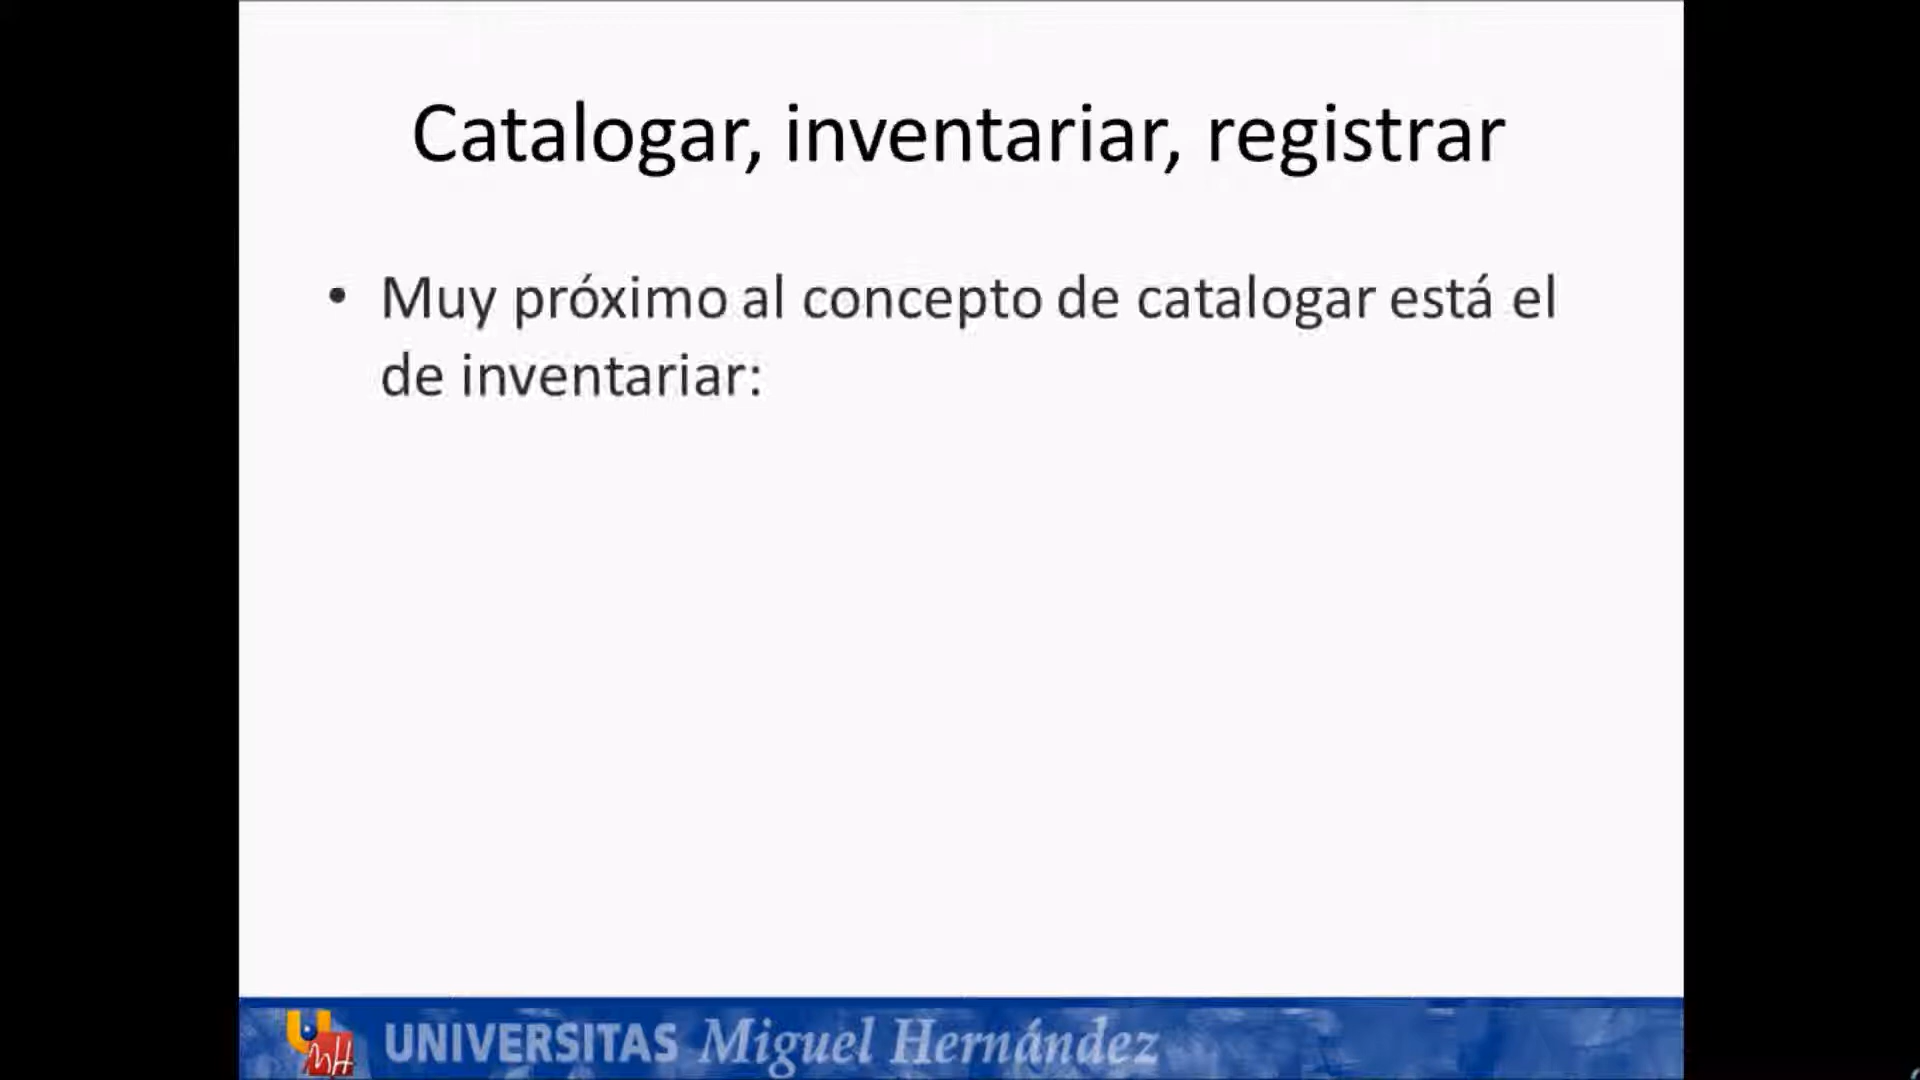 Catalogar, inventariar, registrar
• Muy próximo al concepto de catalogar está el
de inventariar:
UNIVERSITAS Miguel Hernández